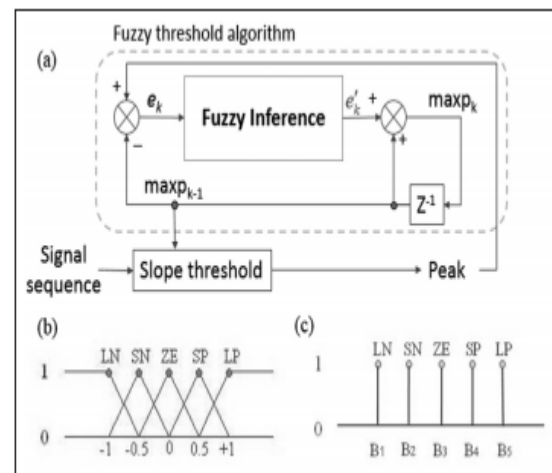 Fuzzy threshold algorithm
(a)
+
e_k
Fuzzy Inference
e'_k
+
maxp_k
−
+
maxp_{k-1}
Z^{-1}
Signal sequence
Slope threshold
Peak
(b)
LN SN ZE SP LP
1
0
-1 -0.5 0 0.5 +1
(c)
LN SN ZE SP LP
1
0
B1 B2 B3 B4 B5